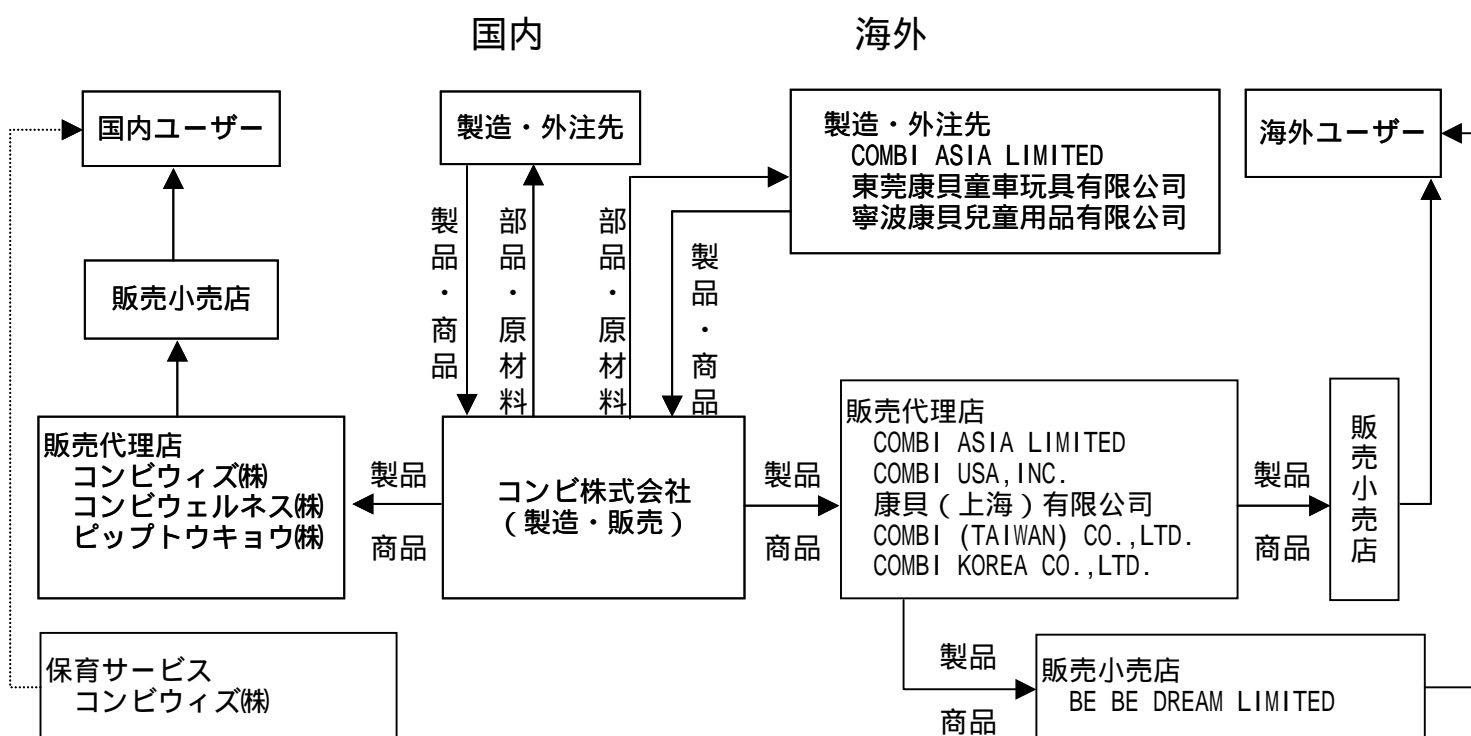 国内
海外
国内ユーザー
製造・外注先
製造・外注先
COMBI ASIA LIMITED
東莞康貝童車玩具有限公司
寧波康貝兒童用品有限公司
海外ユーザー
販売小売店
製品・商品
部品・原材料
部品・原材料
製品・商品
販売代理店
コンビウィズ㈱
コンビウェルネス㈱
ピップトウキョウ㈱
製品
商品
コンビ株式会社
(製造・販売)
製品
商品
販売代理店
COMBI ASIA LIMITED
COMBI USA,INC.
康貝(上海)有限公司
COMBI (TAIWAN) CO.,LTD.
COMBI KOREA CO.,LTD.
製品
商品
販売小売店
保育サービス
コンビウィズ㈱
製品
商品
販売小売店
BE BE DREAM LIMITED